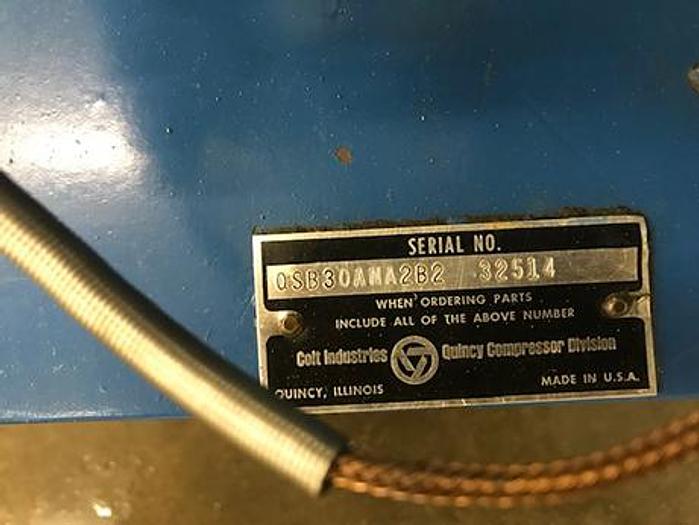 SERIAL NO.
QSB30ANA2B2 32514
WHEN ORDERING PARTS
INCLUDE ALL OF THE ABOVE NUMBER
Colt Industries Quincy Compressor Division
QUINCY, ILLINOIS MADE IN U.S.A.